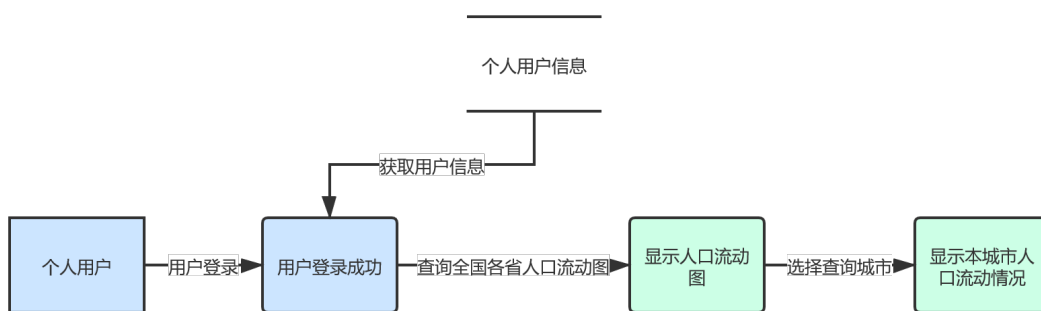 个人用户信息
获取用户信息
个人用户
用户登录
用户登录成功
查询全国各省人口流动图
显示人口流动
图
选择查询城市
显示本城市人
口流动情况